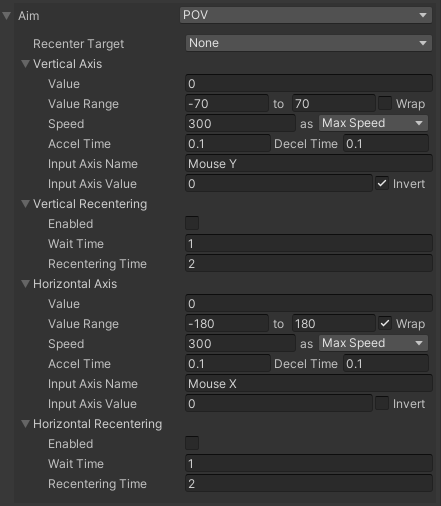 Aim POV
Recenter Target None
Vertical Axis
Value 0
Value Range -70 to 70 Wrap
Speed 300 as Max Speed
Accel Time 0.1 Decel Time 0.1
Input Axis Name Mouse Y
Input Axis Value 0 Invert
Vertical Recentering
Enabled
Wait Time 1
Recentering Time 2
Horizontal Axis
Value 0
Value Range -180 to 180 Wrap
Speed 300 as Max Speed
Accel Time 0.1 Decel Time 0.1
Input Axis Name Mouse X
Input Axis Value 0 Invert
Horizontal Recentering
Enabled
Wait Time 1
Recentering Time 2